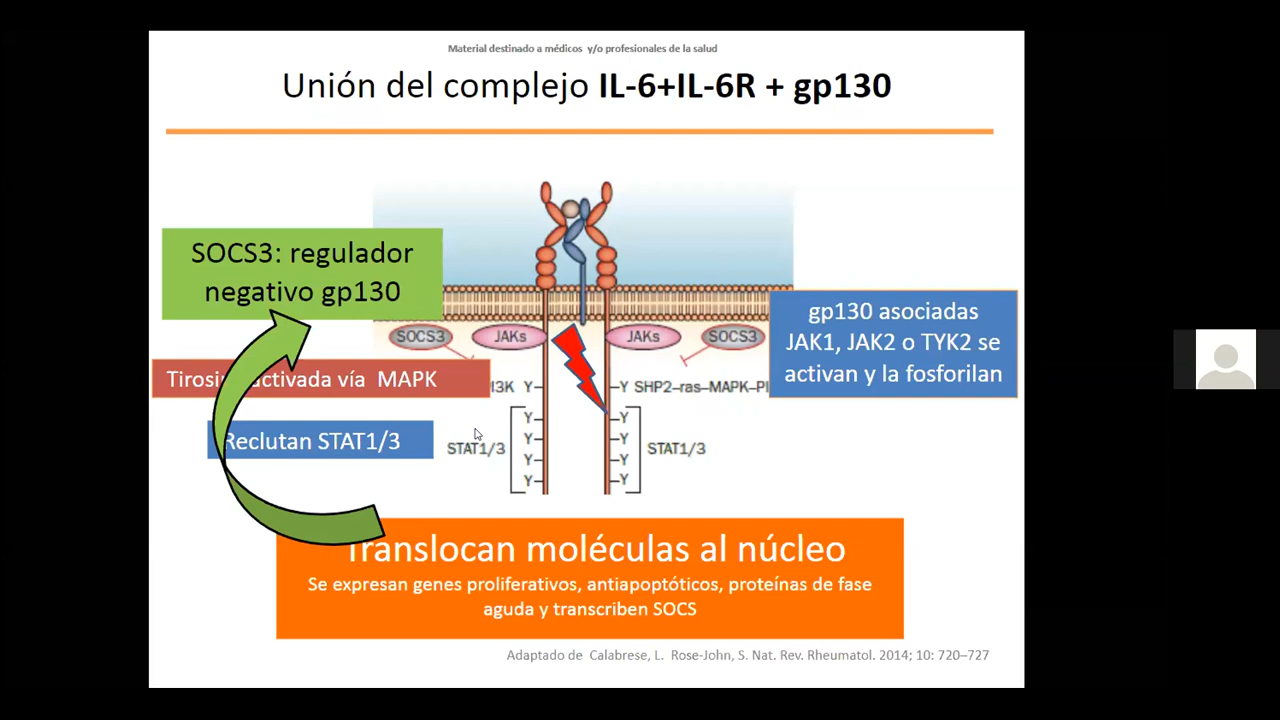 Material destinado a médicos y/o profesionales de la salud
Unión del complejo IL-6+IL-6R + gp130
SOCS3: regulador
negativo gp130
gp130 asociadas
JAK1, JAK2 o TYK2 se
activan y la fosforilan
SOCS3
JAKs
JAKs
SOCS3
activada vía MAPK
Y
Y SHP2–ras–MAPK–PI
Reclutan STAT1/3
STAT1/3
Y
Y
Y
Y
Y
Y
Y
Y
STAT1/3
Translocan moléculas al núcleo
Se expresan genes proliferativos, antiapoptóticos, proteínas de fase
aguda y transcriben SOCS
Adaptado de Calabrese, L. Rose-John, S. Nat. Rev. Rheumatol. 2014; 10: 720–727